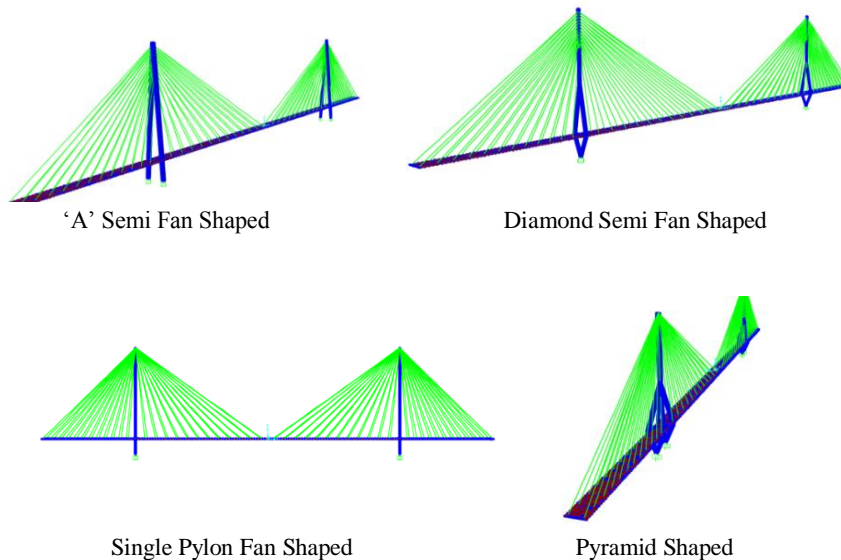 ‘A’ Semi Fan Shaped
Diamond Semi Fan Shaped
Single Pylon Fan Shaped
Pyramid Shaped